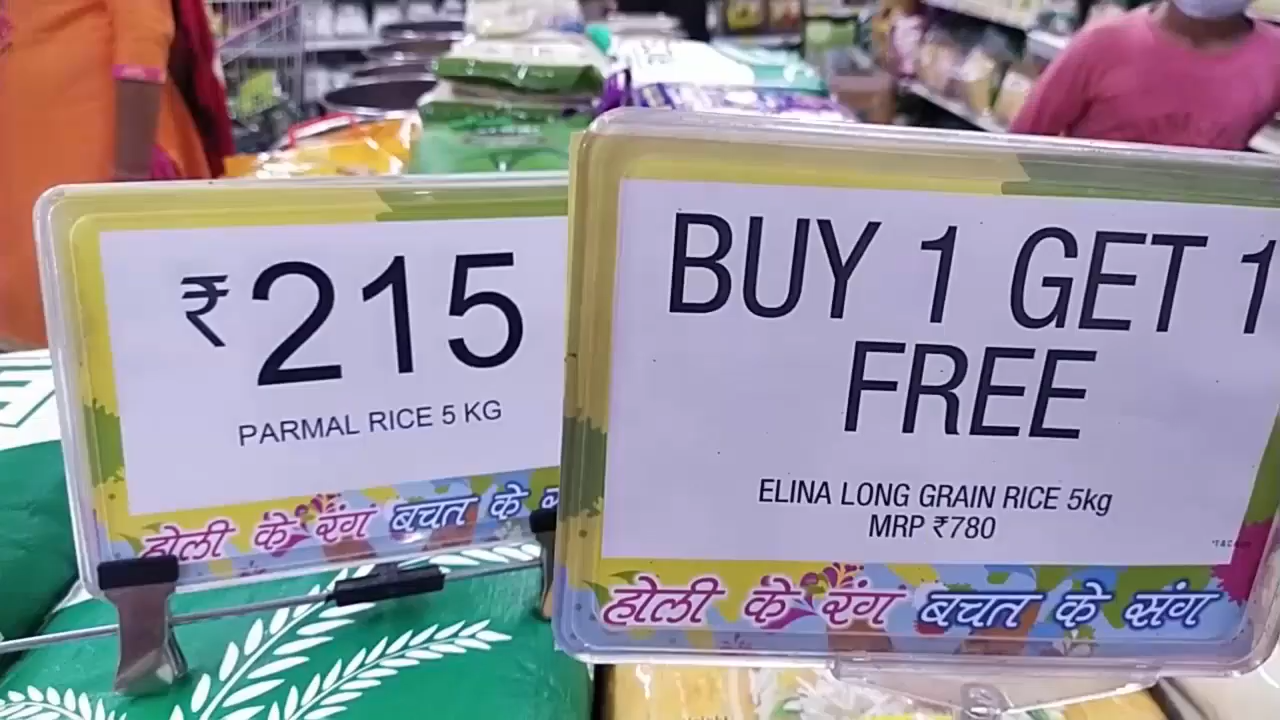 ₹215
PARMAL RICE 5 KG
होली के रंग बचत के
BUY 1 GET 1
FREE
ELINA LONG GRAIN RICE 5kg
MRP ₹780
होली के रंग बचत के संग